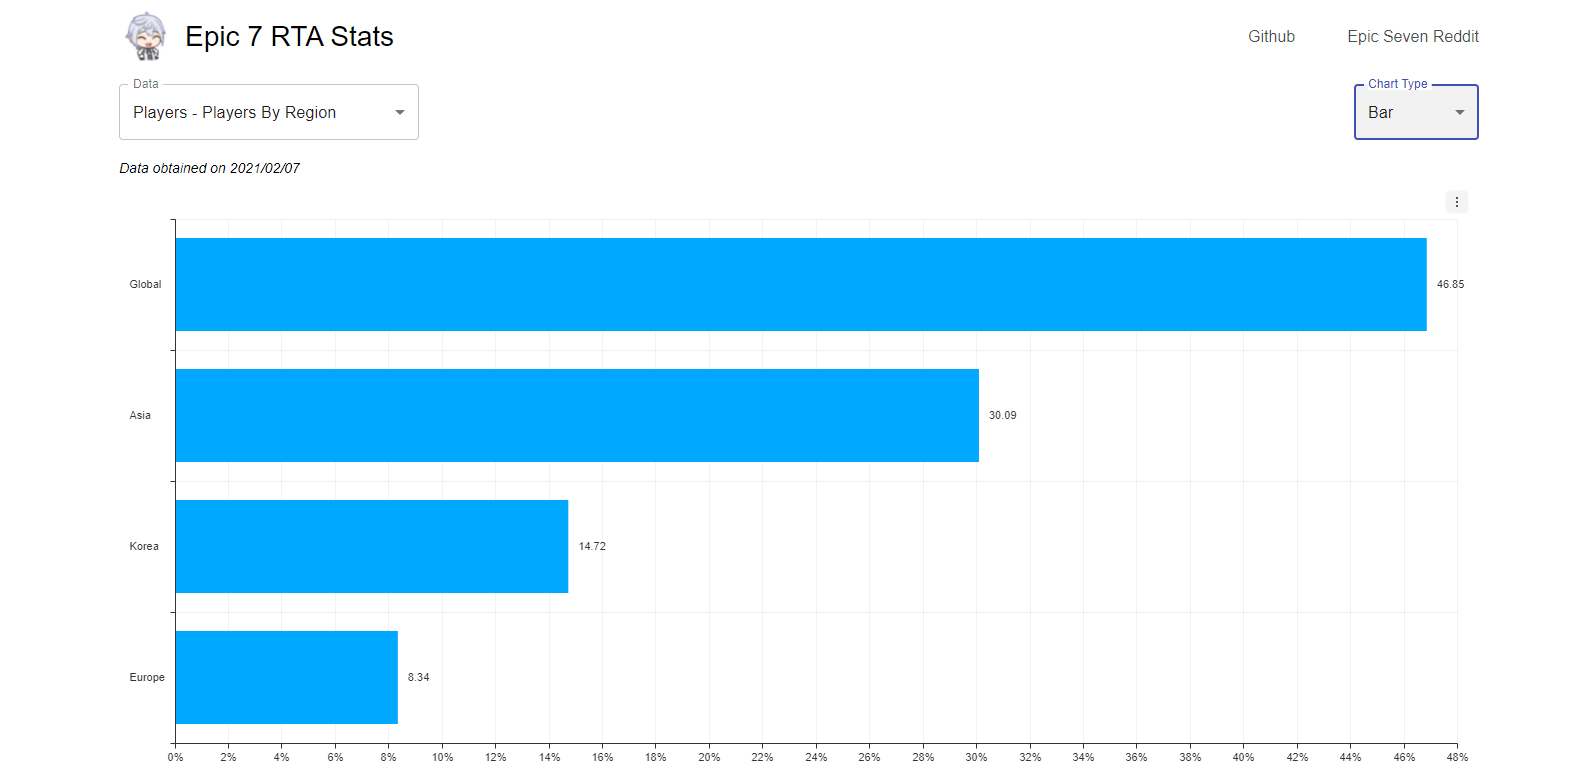 Epic 7 RTA Stats
Github
Epic Seven Reddit
Data
Players - Players By Region
Chart Type
Bar
Data obtained on 2021/02/07
Global
46.85
Asia
30.09
Korea
14.72
Europe
8.34
0% 2% 4% 6% 8% 10% 12% 14% 16% 18% 20% 22% 24% 26% 28% 30% 32% 34% 36% 38% 40% 42% 44% 46% 48%